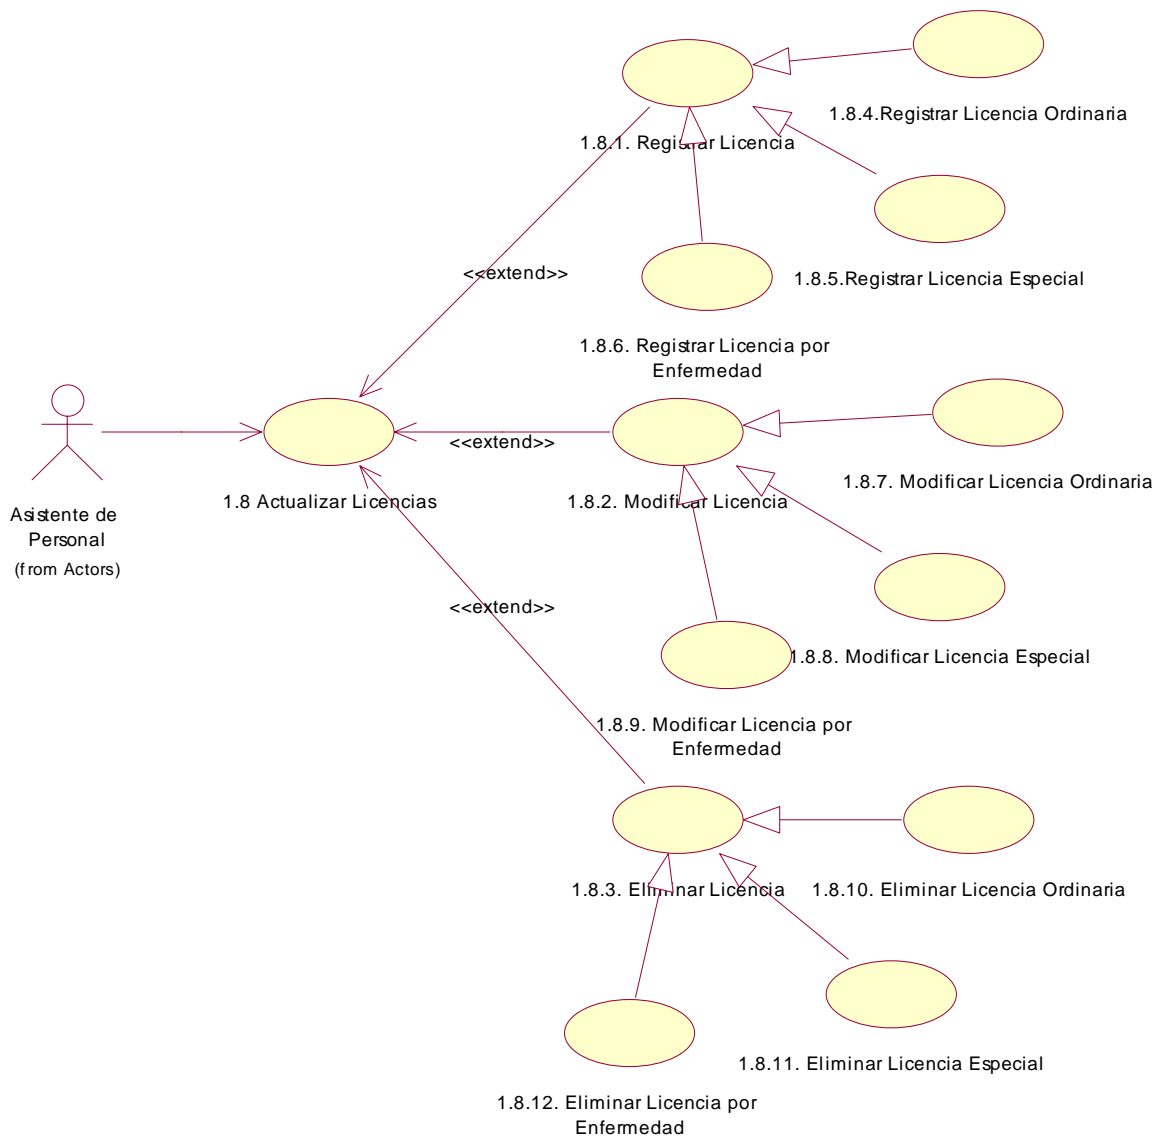 1.8.4.Registrar Licencia Ordinaria
1.8.1. Registrar Licencia
<<extend>>
1.8.5.Registrar Licencia Especial
1.8.6. Registrar Licencia por
Enfermedad
<<extend>>
1.8.7. Modificar Licencia Ordinaria
1.8 Actualizar Licencias
1.8.2. Modificar Licencia
Asistente de
Personal
(from Actors)
<<extend>>
1.8.8. Modificar Licencia Especial
1.8.9. Modificar Licencia por
Enfermedad
1.8.3. Eliminar Licencia
1.8.10. Eliminar Licencia Ordinaria
1.8.11. Eliminar Licencia Especial
1.8.12. Eliminar Licencia por
Enfermedad